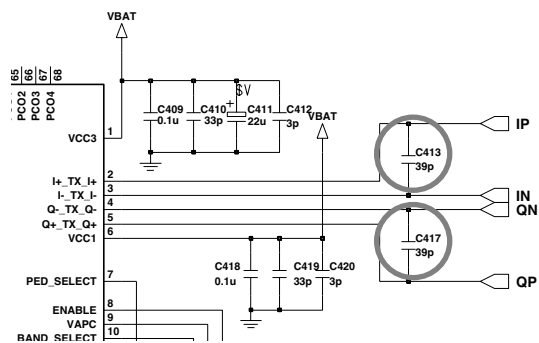 VBAT
65
66
67
68
PCO2
PCO3
PCO4
$V
C409
0.1u
C410
33p
C411
22u
C412
3p
+
VBAT
VCC3
1
IP
C413
39p
I+_TX_I+
2
I-_TX_I-
3
IN
Q-_TX_Q-
4
QN
Q+_TX_Q+
5
VCC1
6
C417
39p
C418
0.1u
C419
33p
C420
3p
PED_SELECT
7
QP
ENABLE
8
VAPC
9
BAND_SELECT
10